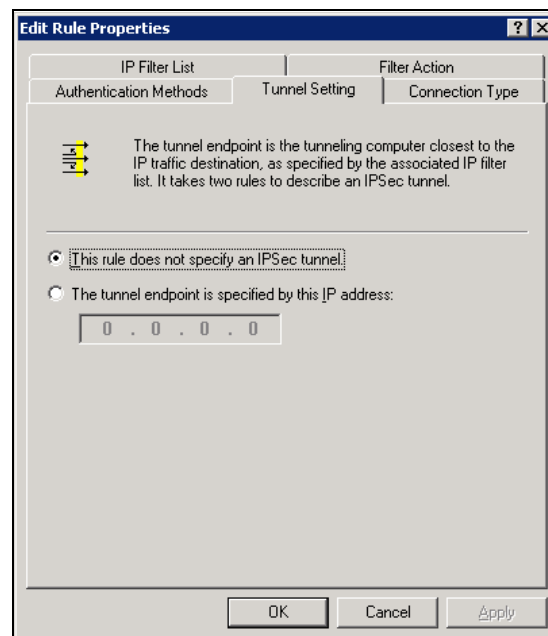 Edit Rule Properties
IP Filter List
Filter Action
Authentication Methods
Tunnel Setting
Connection Type
The tunnel endpoint is the tunneling computer closest to the
IP traffic destination, as specified by the associated IP filter
list. It takes two rules to describe an IPSec tunnel.
This rule does not specify an IPSec tunnel.
The tunnel endpoint is specified by this IP address:
0 . 0 . 0 . 0
OK
Cancel
Apply